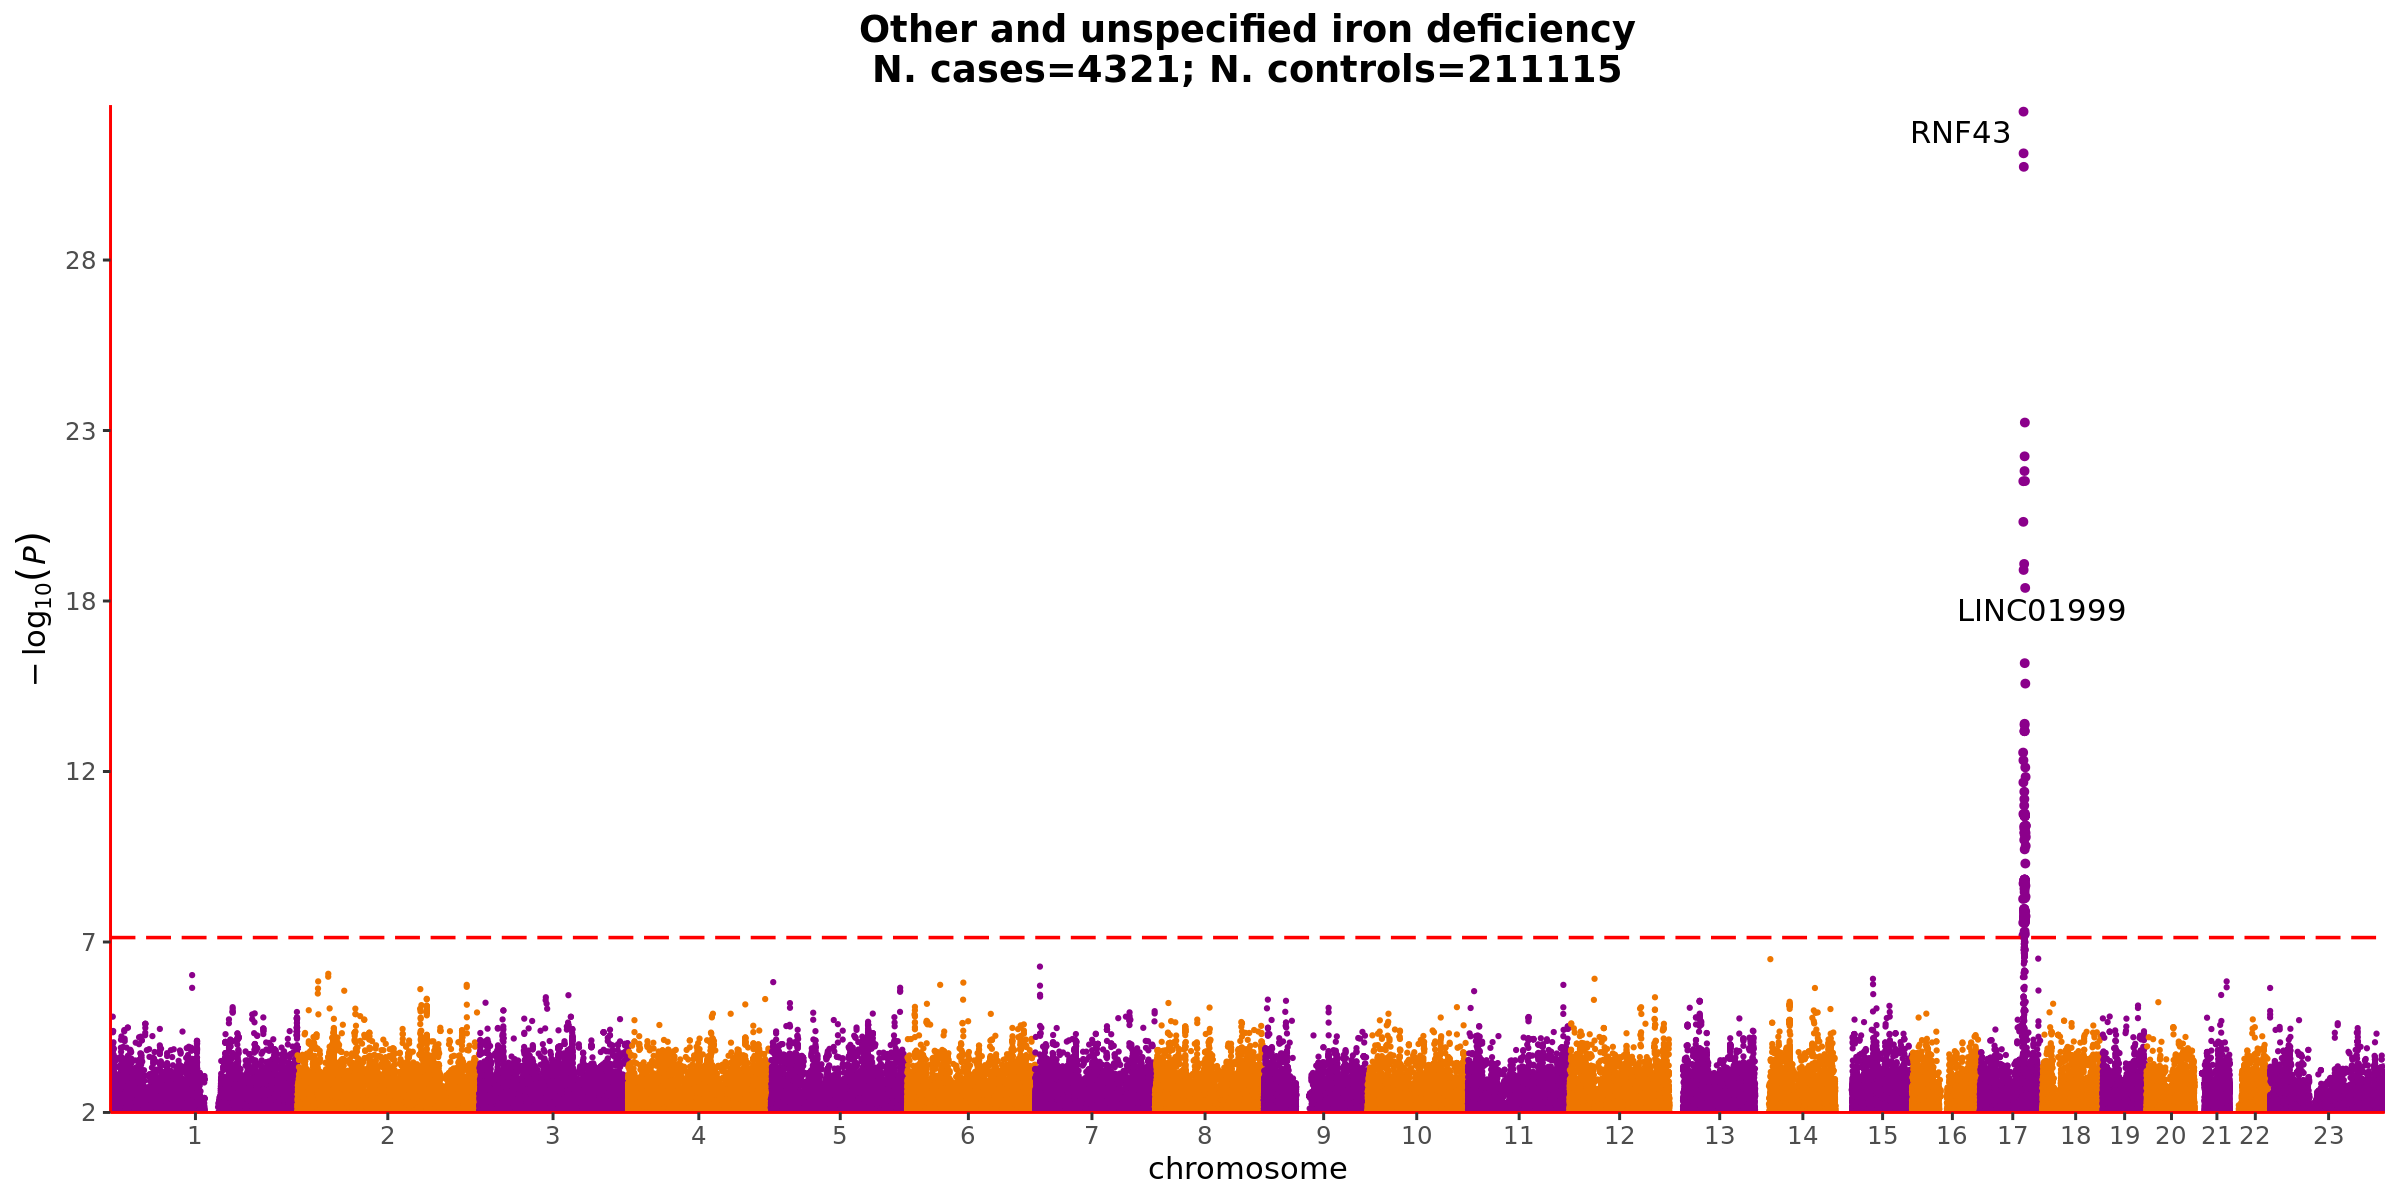 Other and unspecified iron deficiency
N. cases=4321; N. controls=211115
RNF43
28
23
18
LINC01999
12
7
2
−log10(P)
1 2 3 4 5 6 7 8 9 10 11 12 13 14 15 16 17 18 19 20 21 22 23
chromosome